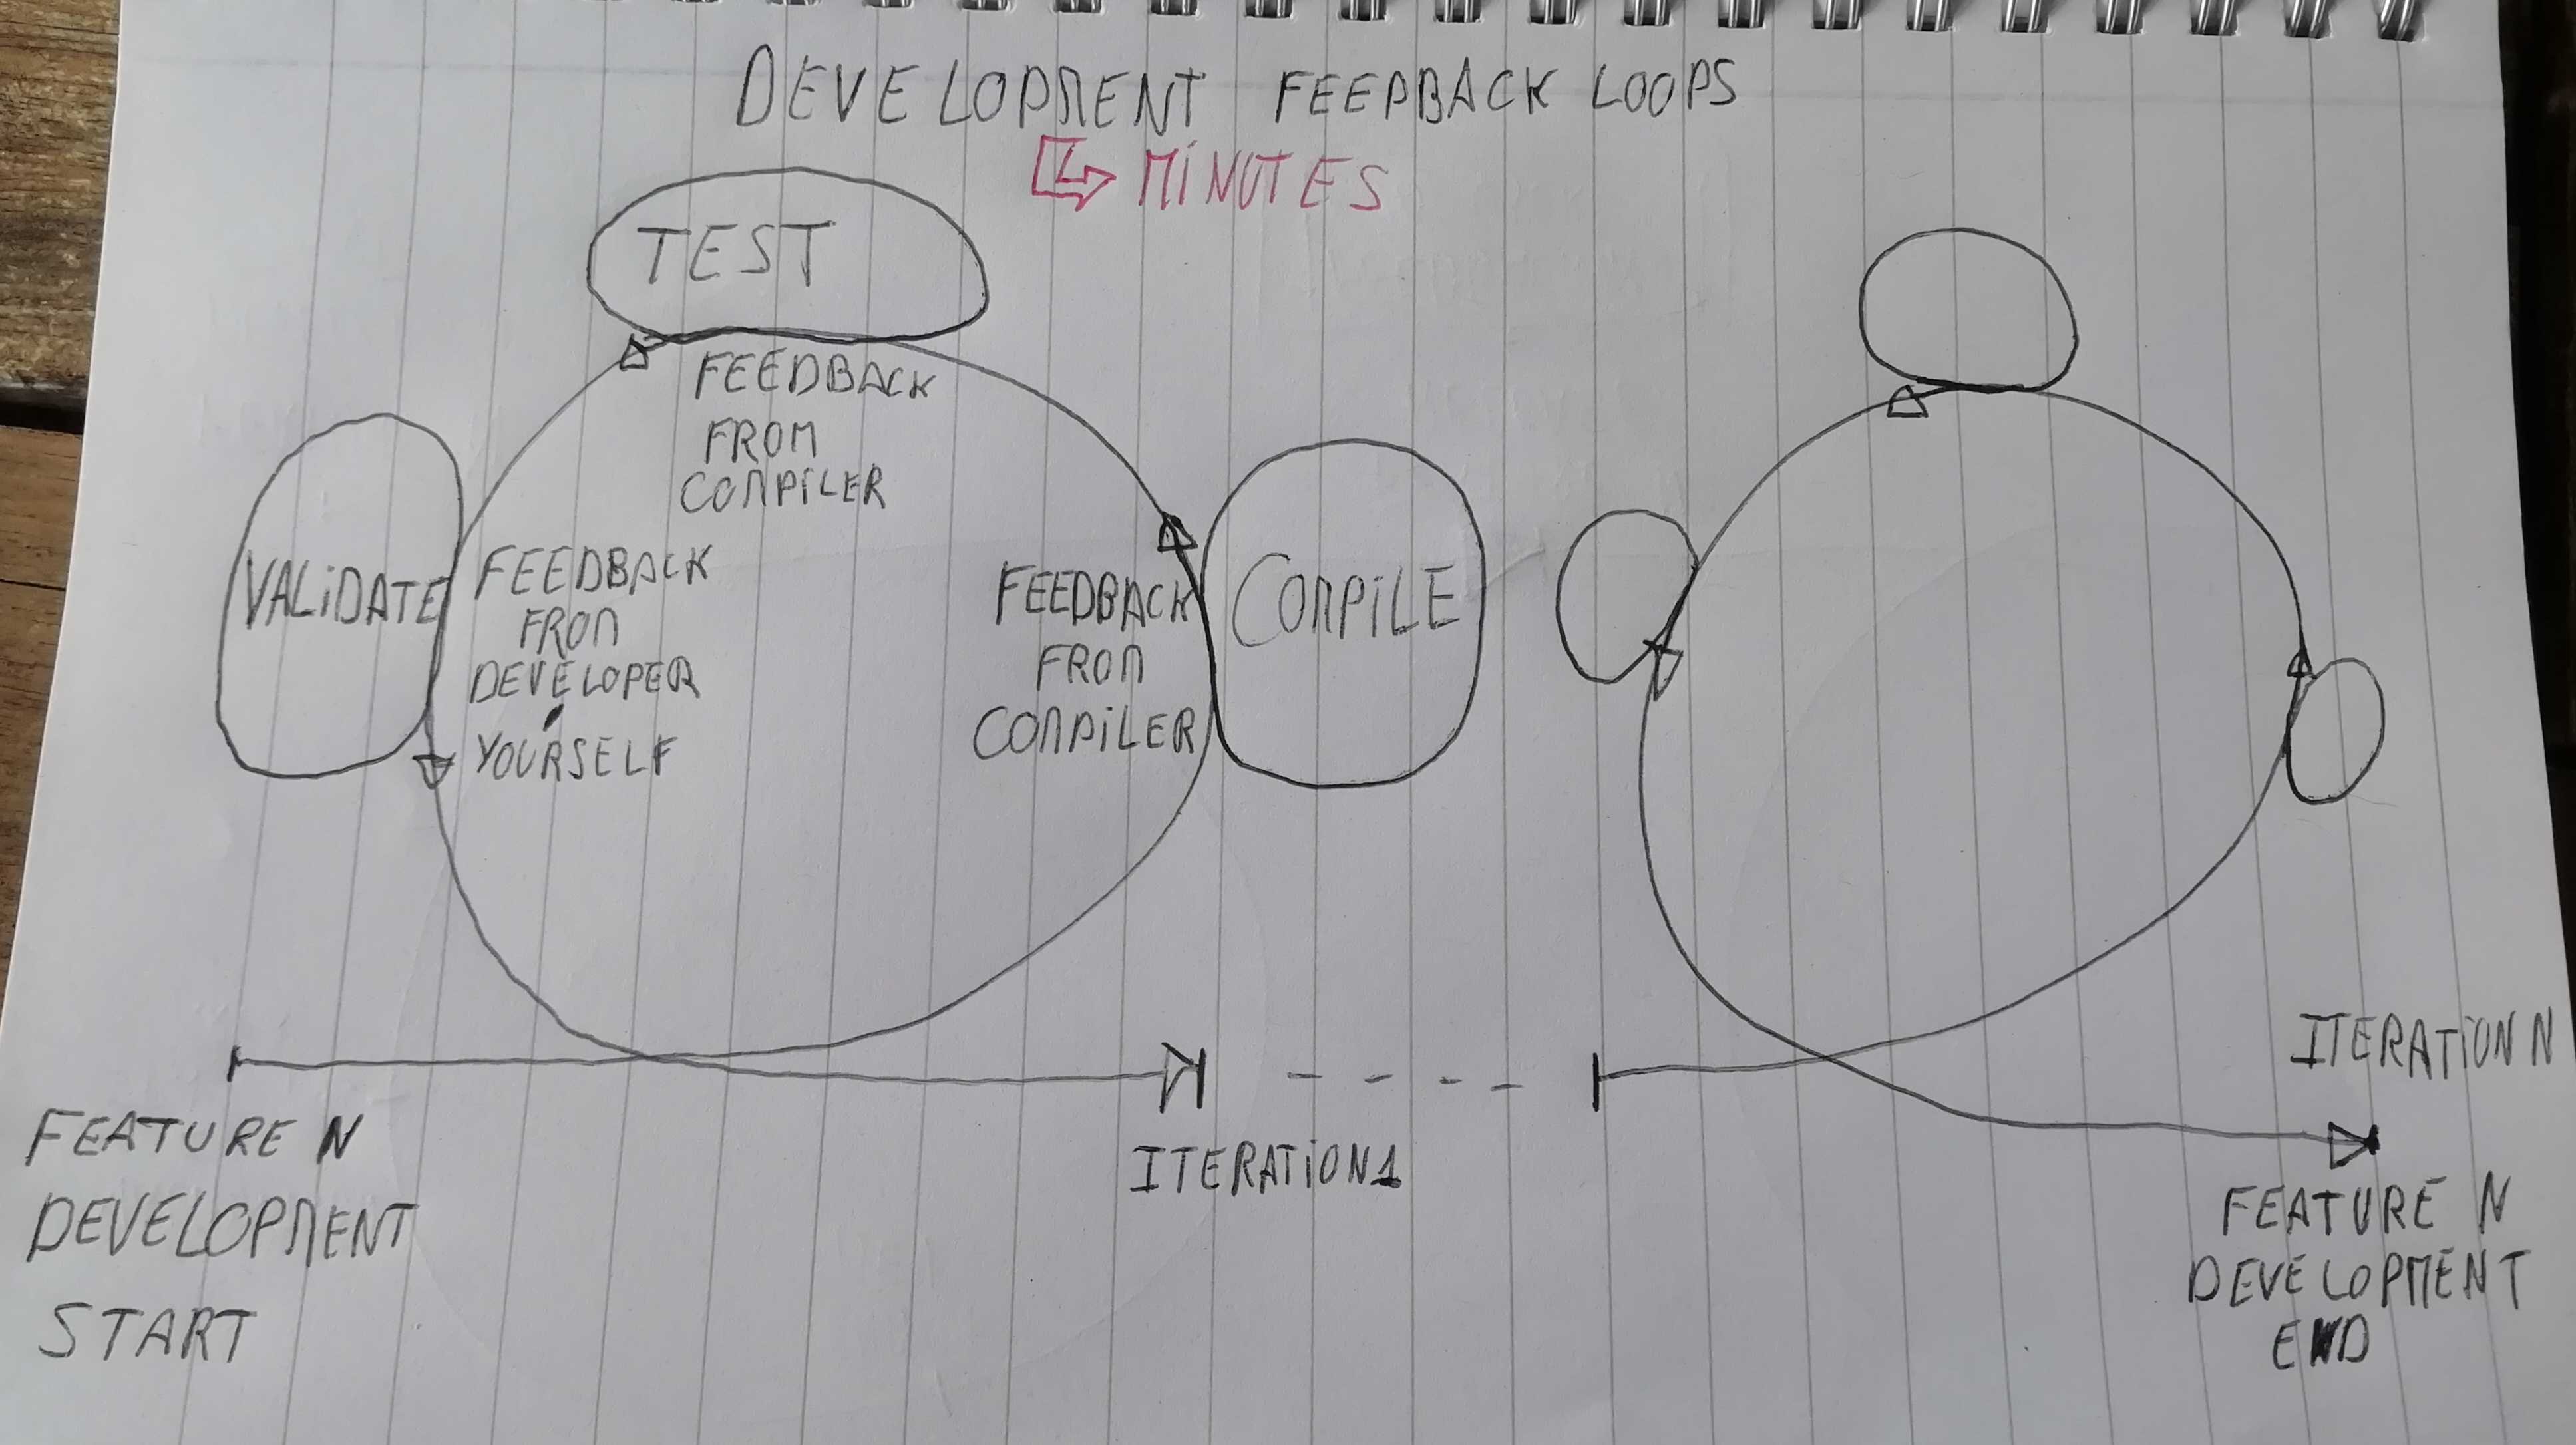 DEVELOPMENT FEEDBACK LOOPS
MINUTES
TEST
FEEDBACK
FROM
COMPILER
VALIDATE
FEEDBACK
FROM
DEVELOPER
YOURSELF
FEEDBACK
FROM
COMPILER
COMPILE
ITERATION N
FEATURE N
DEVELOPMENT
START
ITERATION 1
FEATURE N
DEVELOPMENT
END